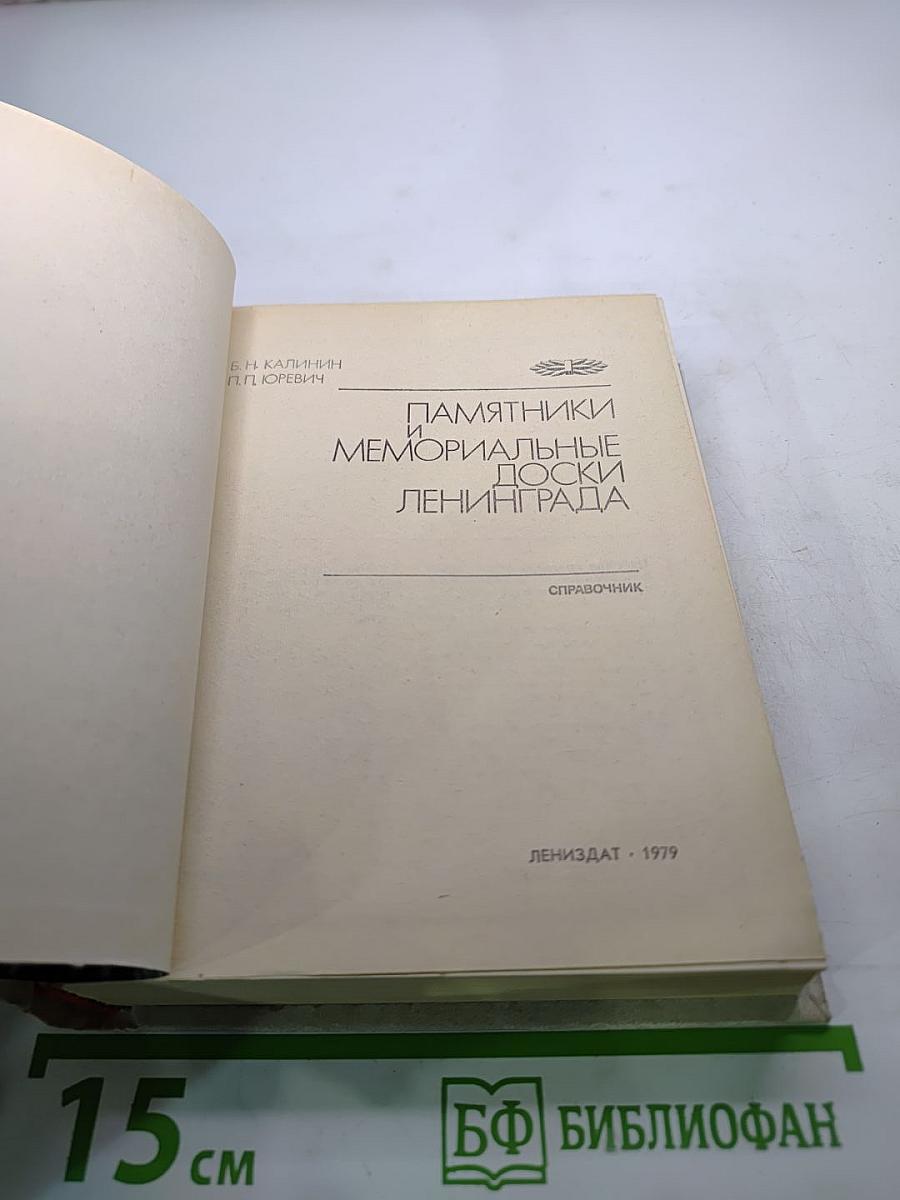 Б. Н. КАЛИНИН
П. П. ЮРЕВИЧ
ПАМЯТНИКИ
И
МЕМОРИАЛЬНЫЕ
ДОСКИ
ЛЕНИНГРАДА
СПРАВОЧНИК
ЛЕНИЗДАТ · 1979
15 см
БФ БИБЛИОФАН